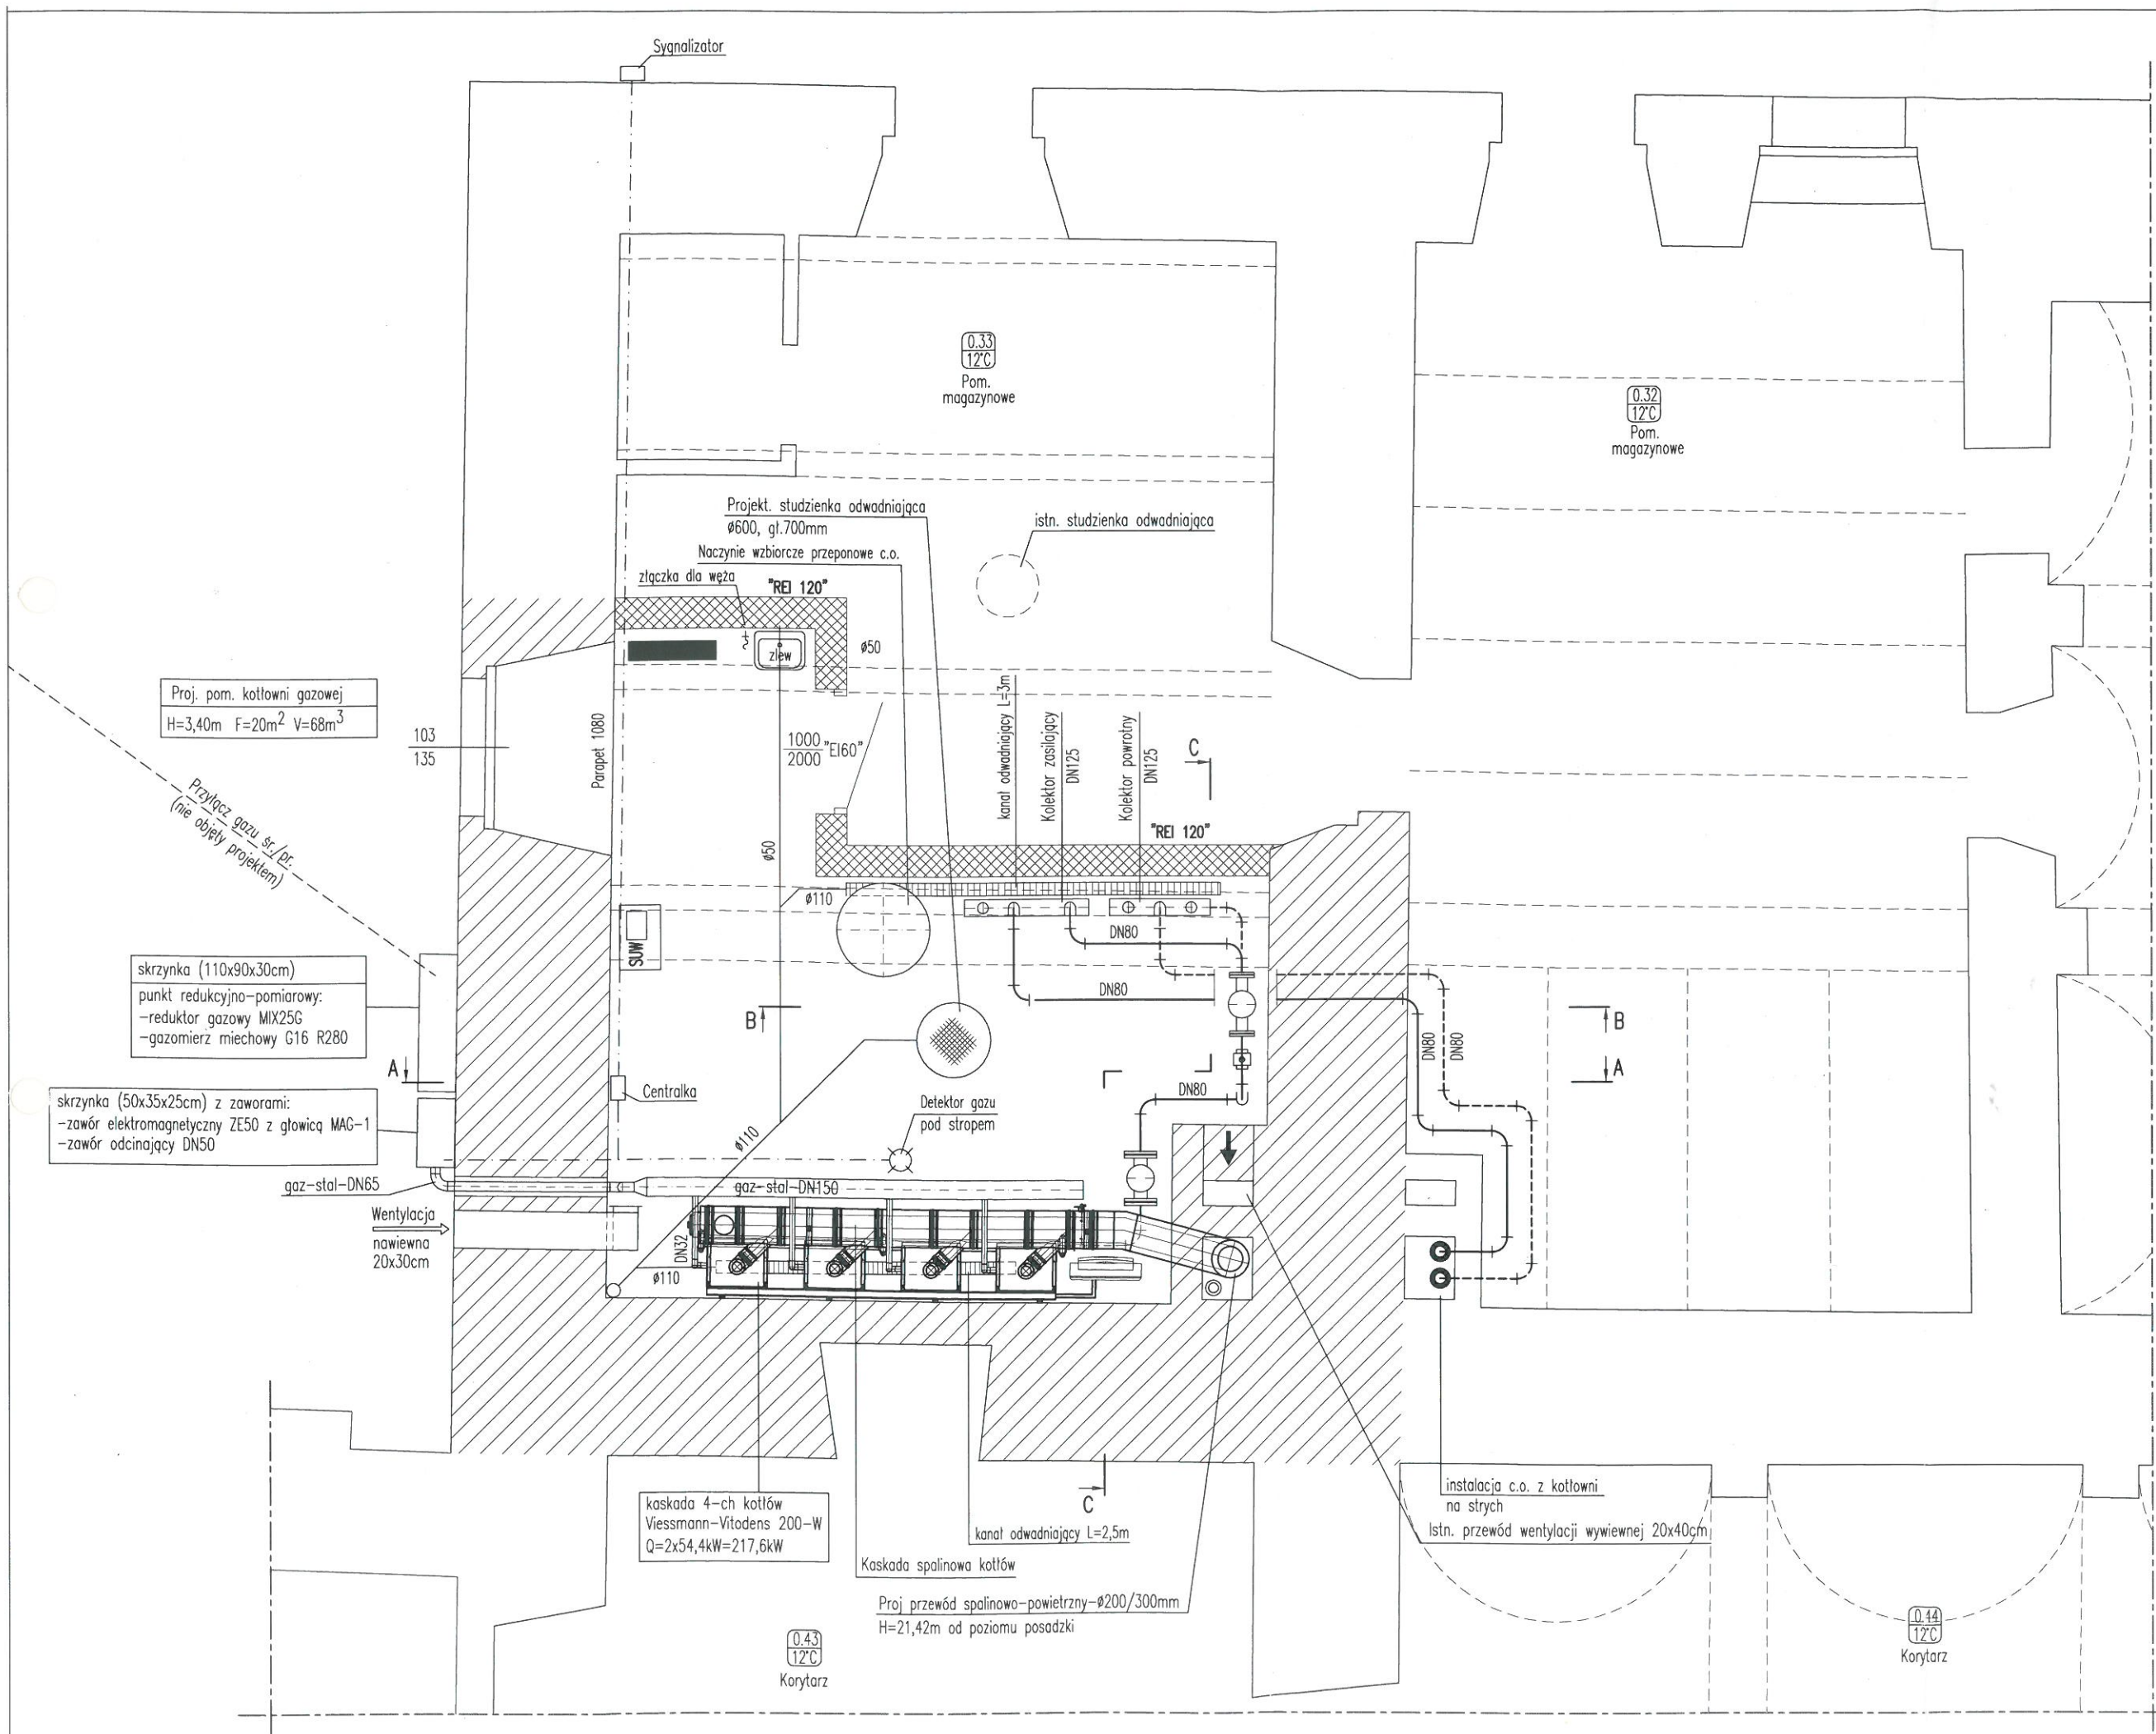 Sygnalizator
0.33
12°C
Pom.
magazynowe
0.32
12°C
Pom.
magazynowe
Projekt. studzienka odwadniająca
ø600, gł.700mm
istn. studzienka odwadniająca
Naczynie wzbiorcze przeponowe c.o.
złączka dla węża
"REI 120"
zlew
ø50
Proj. pom. kotłowni gazowej
H=3,40m F=20m² V=68m³
103
135
Parapet 1080
1000
2000
"EI60"
kanał odwadniający L=3m
Kolektor zasilający
DN125
Kolektor powrotny
DN125
C
"REI 120"
Przyłącz gazu śr./pr.
(nie objęty projektem)
ø50
ø110
SUW
DN80
DN80
skrzynka (110x90x30cm)
punkt redukcyjno-pomiarowy:
-reduktor gazowy MIX25G
-gazomierz miechowy G16 R280
B
B
A
A
DN80
DN80
Centralka
DN80
skrzynka (50x35x25cm) z zaworami:
-zawór elektromagnetyczny ZE50 z głowicą MAG-1
-zawór odcinający DN50
Detektor gazu
pod stropem
ø110
gaz-stal-DN65
gaz-stal-DN150
Wentylacja
nawiewna
20x30cm
DN32
ø110
kaskada 4-ch kotłów
Viessmann-Vitodens 200-W
Q=2x54,4kW=217,6kW
C
kanał odwadniający L=2,5m
Kaskada spalinowa kotłów
instalacja c.o. z kotłowni
na strych
Istn. przewód wentylacji wywiewnej 20x40cm
Proj przewód spalinowo-powietrzny-ø200/300mm
H=21,42m od poziomu posadzki
0.43
12°C
Korytarz
0.44
12°C
Korytarz